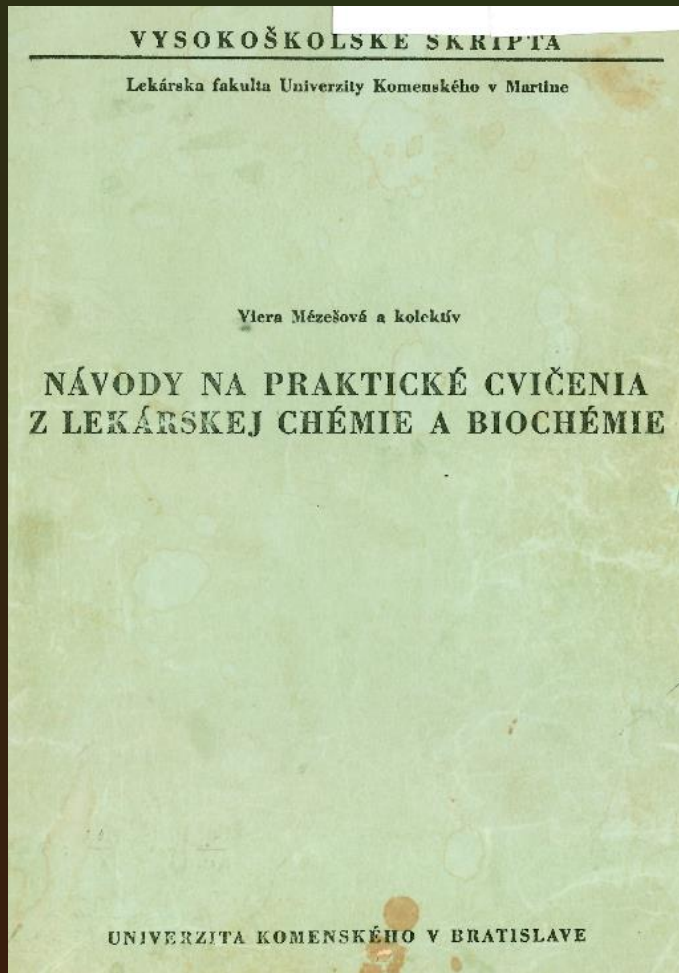 VYSOKOŠKOLSKÉ SKRIPTÁ
Lekárska fakulta Univerzity Komenského v Martine
Viera Mézešová a kolektív
NÁVODY NA PRAKTICKÉ CVIČENIA
Z LEKÁRSKEJ CHÉMIE A BIOCHÉMIE
UNIVERZITA KOMENSKÉHO V BRATISLAVE